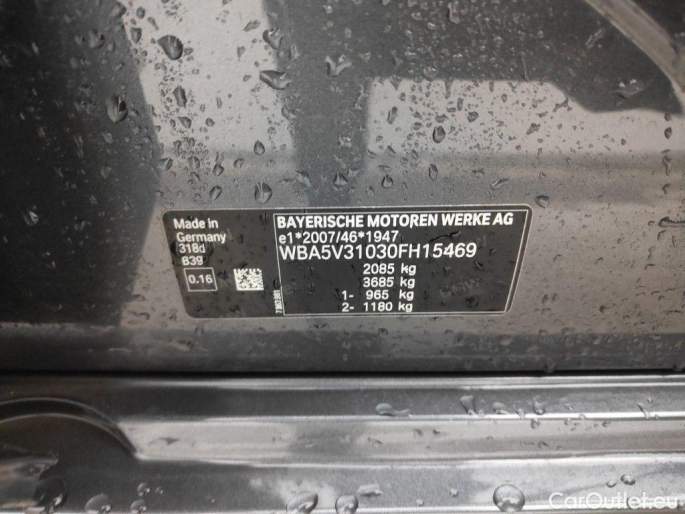 Made in
Germany
318d
B39
0.16
BAYERISCHE MOTOREN WERKE AG
e1*2007/46*1947
WBA5V31030FH15469
2085 kg
3685 kg
1- 965 kg
2- 1180 kg
CarOutlet.eu